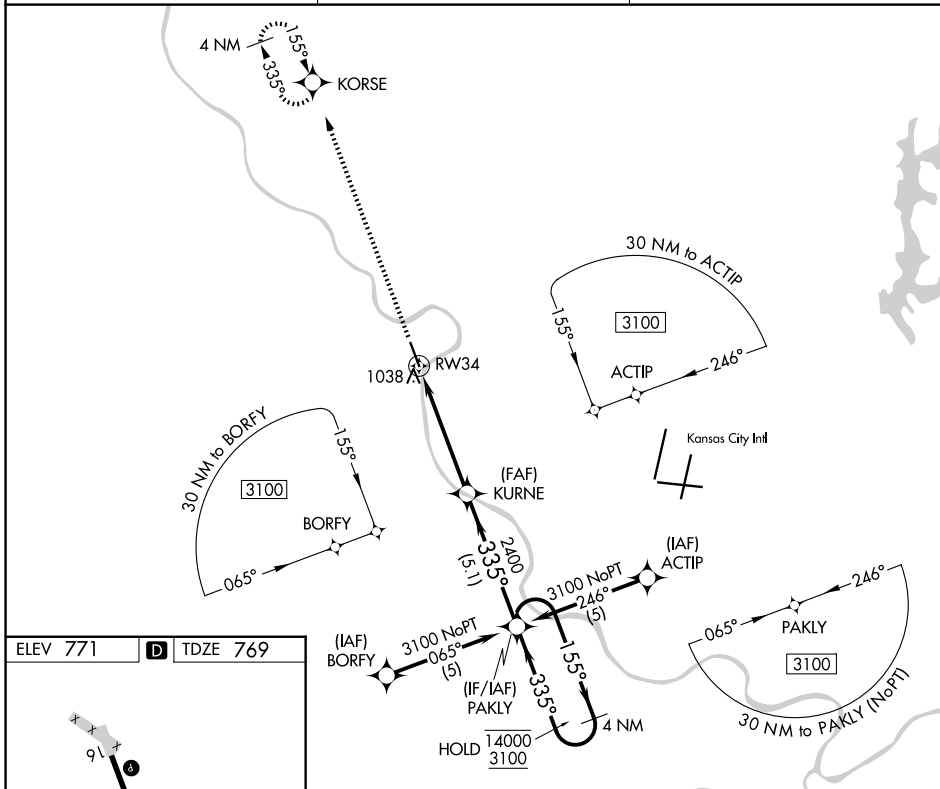 4 NM
155°
335°
KORSE
30 NM to ACTIP
3100
155°
246°
ACTIP
1038
RW34
Kansas City Intl
30 NM to BORFY
155°
3100
BORFY
065°
(FAF)
KURNE
2400
335°
(5.1)
(IAF)
ACTIP
3100 NoPT
246°
(5)
3100 NoPT
065°
(5)
(IAF)
BORFY
(IF/IAF)
PAKLY
155°
335°
4 NM
HOLD
14000
3100
065°
246°
PAKLY
3100
30 NM to PAKLY (NoPT)
ELEV 771
D
TDZE 769
X X X
16
P